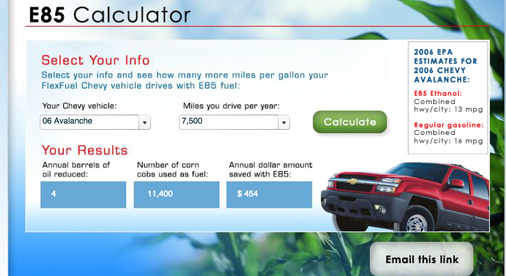 E85 Calculator
Select Your Info
Select your info and see how many more miles per gallon your
FlexFuel Chevy vehicle drives with E85 fuel:
Your Chevy vehicle:
Miles you drive per year:
06 Avalanche
7,500
Calculate
Your Results
Annual barrels of
oil reduced:
Number of corn
cobs used as fuel:
Annual dollar amount
saved with E85:
4
11,400
$ 454
2006 EPA
ESTIMATES FOR
2006 CHEVY
AVALANCHE:
E85 Ethanol:
Combined
hwy/city: 13 mpg
Regular gasoline:
Combined
hwy/city: 16 mpg
Email this link